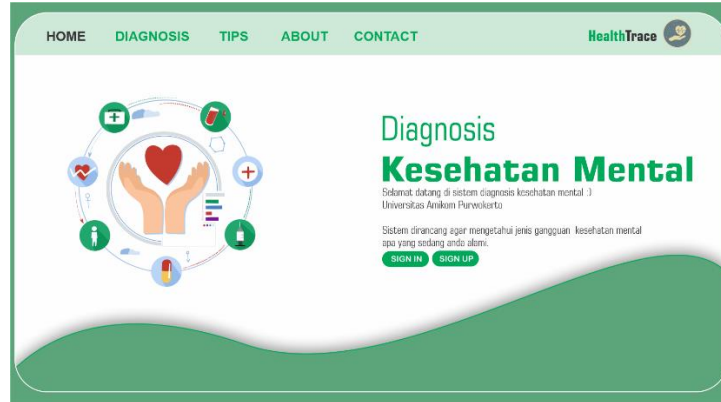 HOME DIAGNOSIS TIPS ABOUT CONTACT HealthTrace
Diagnosis
Kesehatan Mental
Selamat datang di sistem diagnosis kesehatan mental :)
Universitas Amikom Purwokerto
Sistem dirancang agar mengetahui jenis gangguan kesehatan mental
apa yang sedang anda alami.
SIGN IN SIGN UP